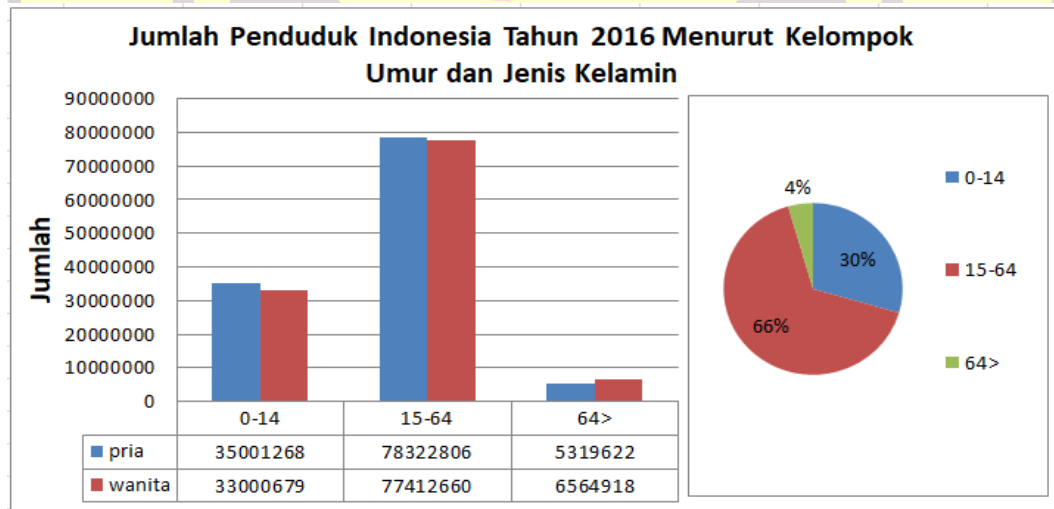 Jumlah Penduduk Indonesia Tahun 2016 Menurut Kelompok
Umur dan Jenis Kelamin
Jumlah
90000000
80000000
70000000
60000000
50000000
40000000
30000000
20000000
10000000
0
0-14 15-64 64>
pria 35001268 78322806 5319622
wanita 33000679 77412660 6564918
4%
30%
66%
0-14
15-64
64>